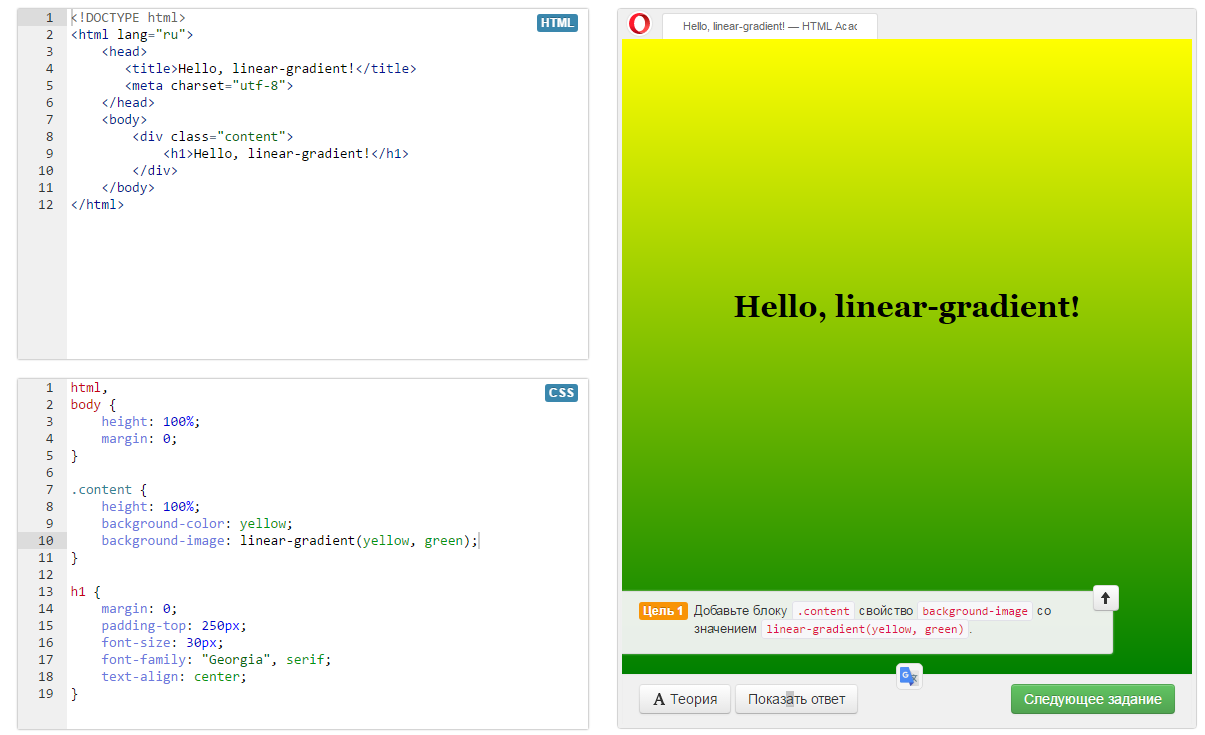 HTML
1 <!DOCTYPE html>
2 <html lang="ru">
3 <head>
4 <title>Hello, linear-gradient!</title>
5 <meta charset="utf-8">
6 </head>
7 <body>
8 <div class="content">
9 <h1>Hello, linear-gradient!</h1>
10 </div>
11 </body>
12 </html>
CSS
1 html,
2 body {
3 height: 100%;
4 margin: 0;
5 }
6
7 .content {
8 height: 100%;
9 background-color: yellow;
10 background-image: linear-gradient(yellow, green);
11 }
12
13 h1 {
14 margin: 0;
15 padding-top: 250px;
16 font-size: 30px;
17 font-family: "Georgia", serif;
18 text-align: center;
19 }
Hello, linear-gradient! — HTML Acac
Hello, linear-gradient!
Цель 1 Добавьте блоку .content свойство background-image со
значением linear-gradient(yellow, green).
A Теория Показать ответ Следующее задание